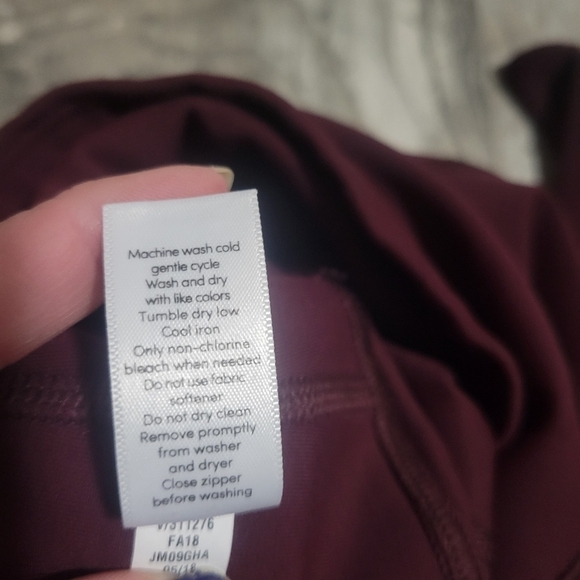 Machine wash cold
gentle cycle
Wash and dry
with like colors
Tumble dry low
Cool iron
Only non-chlorine
bleach when needed
Do not use fabric
softener
Do not dry clean
Remove promptly
from washer
and dryer
Close zipper
before washing
FA18
JM09GHA